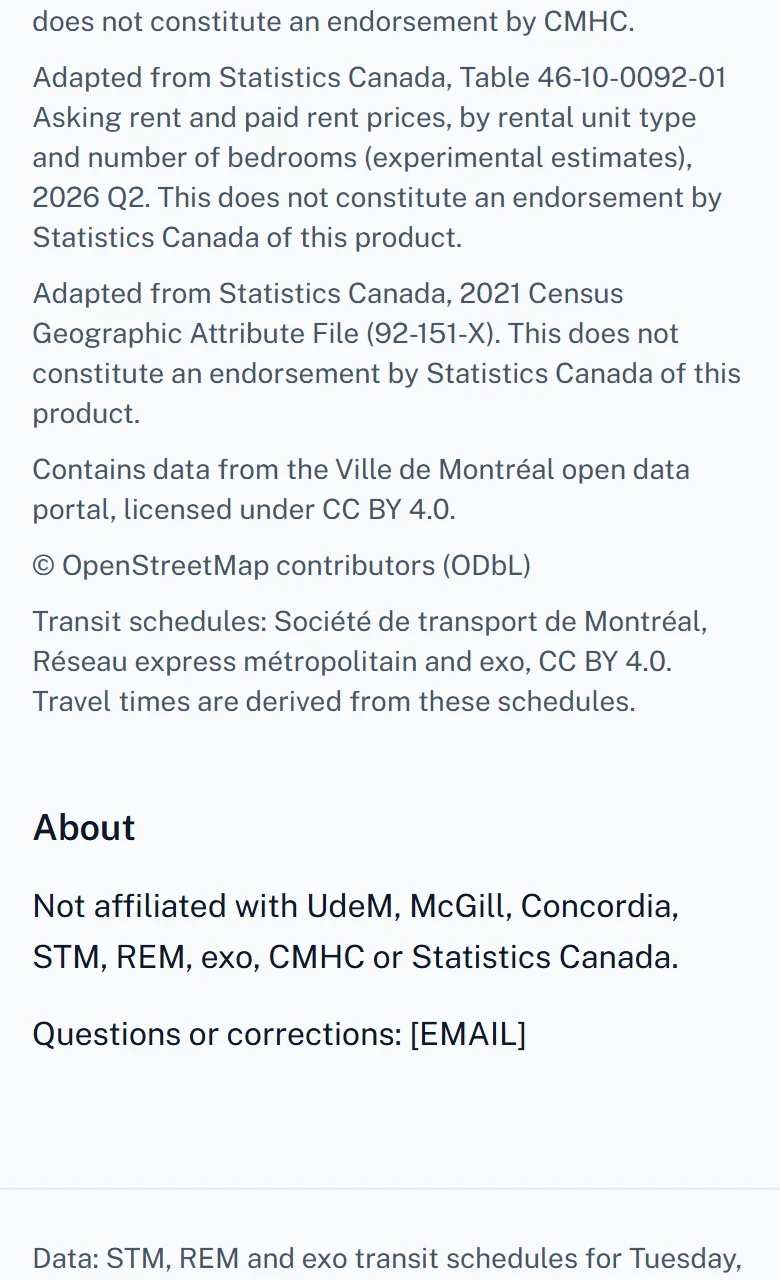 does not constitute an endorsement by CMHC.
Adapted from Statistics Canada, Table 46-10-0092-01
Asking rent and paid rent prices, by rental unit type
and number of bedrooms (experimental estimates),
2026 Q2. This does not constitute an endorsement by
Statistics Canada of this product.
Adapted from Statistics Canada, 2021 Census
Geographic Attribute File (92-151-X). This does not
constitute an endorsement by Statistics Canada of this
product.
Contains data from the Ville de Montréal open data
portal, licensed under CC BY 4.0.
© OpenStreetMap contributors (ODbL)
Transit schedules: Société de transport de Montréal,
Réseau express métropolitain and exo, CC BY 4.0.
Travel times are derived from these schedules.
About
Not affiliated with UdeM, McGill, Concordia,
STM, REM, exo, CMHC or Statistics Canada.
Questions or corrections: [EMAIL]
Data: STM, REM and exo transit schedules for Tuesday,